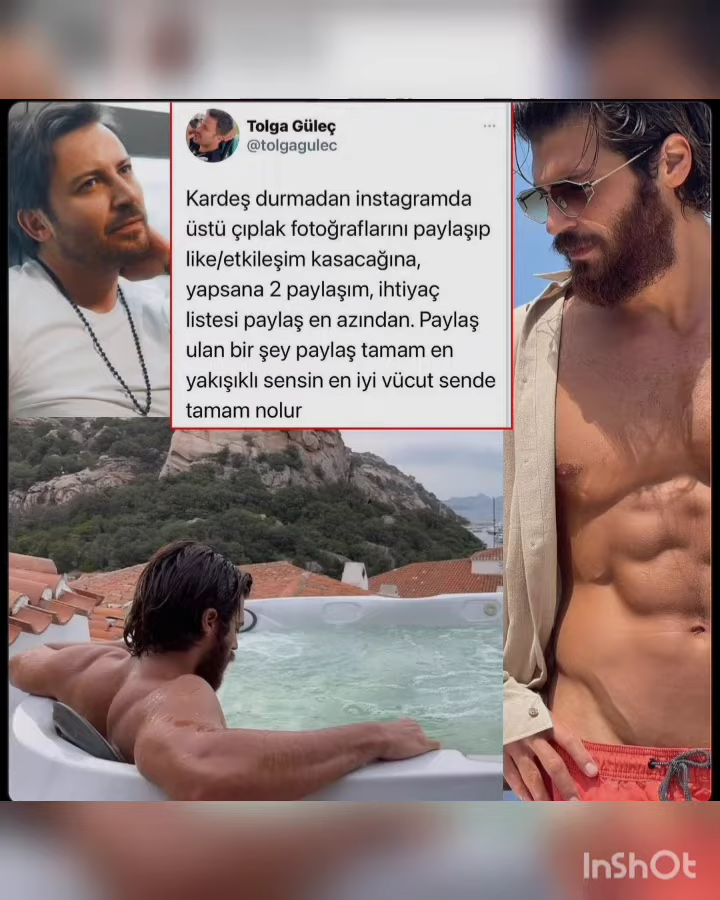 Tolga Güleç
@tolgagulec
Kardeş durmadan instagramda
üstü çıplak fotoğraflarını paylaşıp
like/etkileşim kasacağına,
yapsana 2 paylaşım, ihtiyaç
listesi paylaş en azından. Paylaş
ulan bir şey paylaş tamam en
yakışıklı sensin en iyi vücut sende
tamam nolur
InShOt